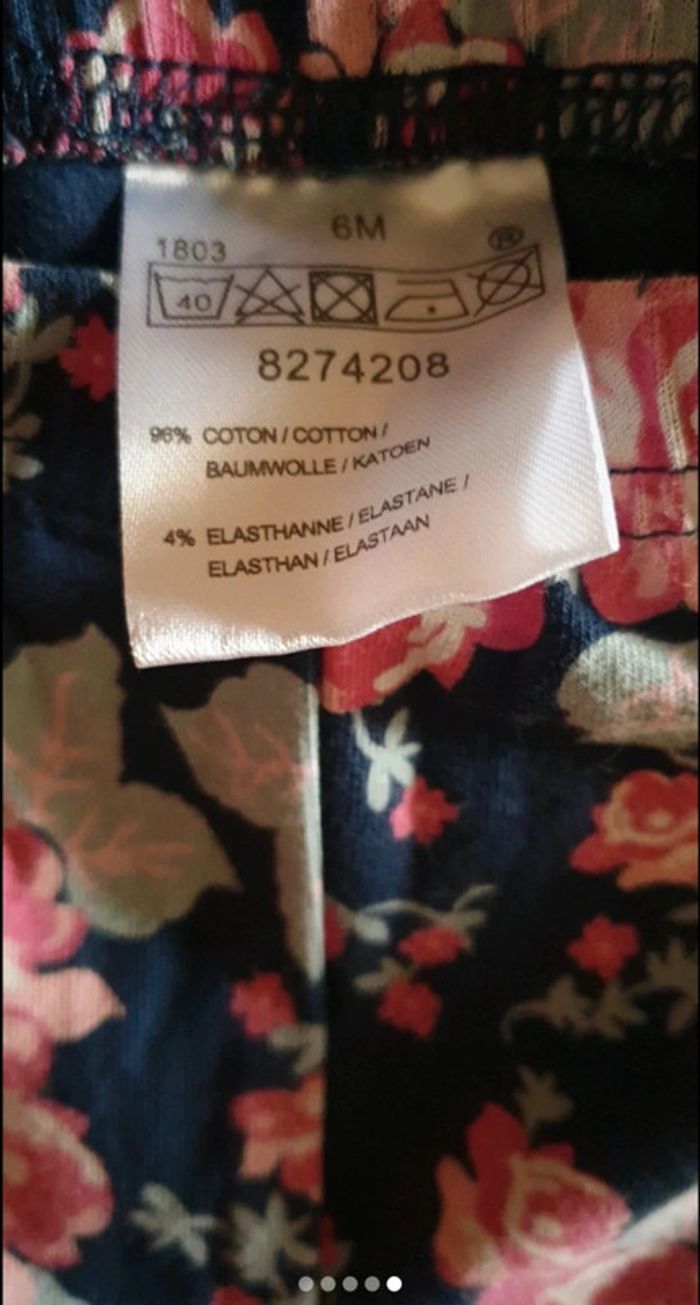 6M
1803
®
40
8274208
96% COTON / COTTON /
BAUMWOLLE / KATOEN
4% ELASTHANNE / ELASTANE /
ELASTHAN / ELASTAAN